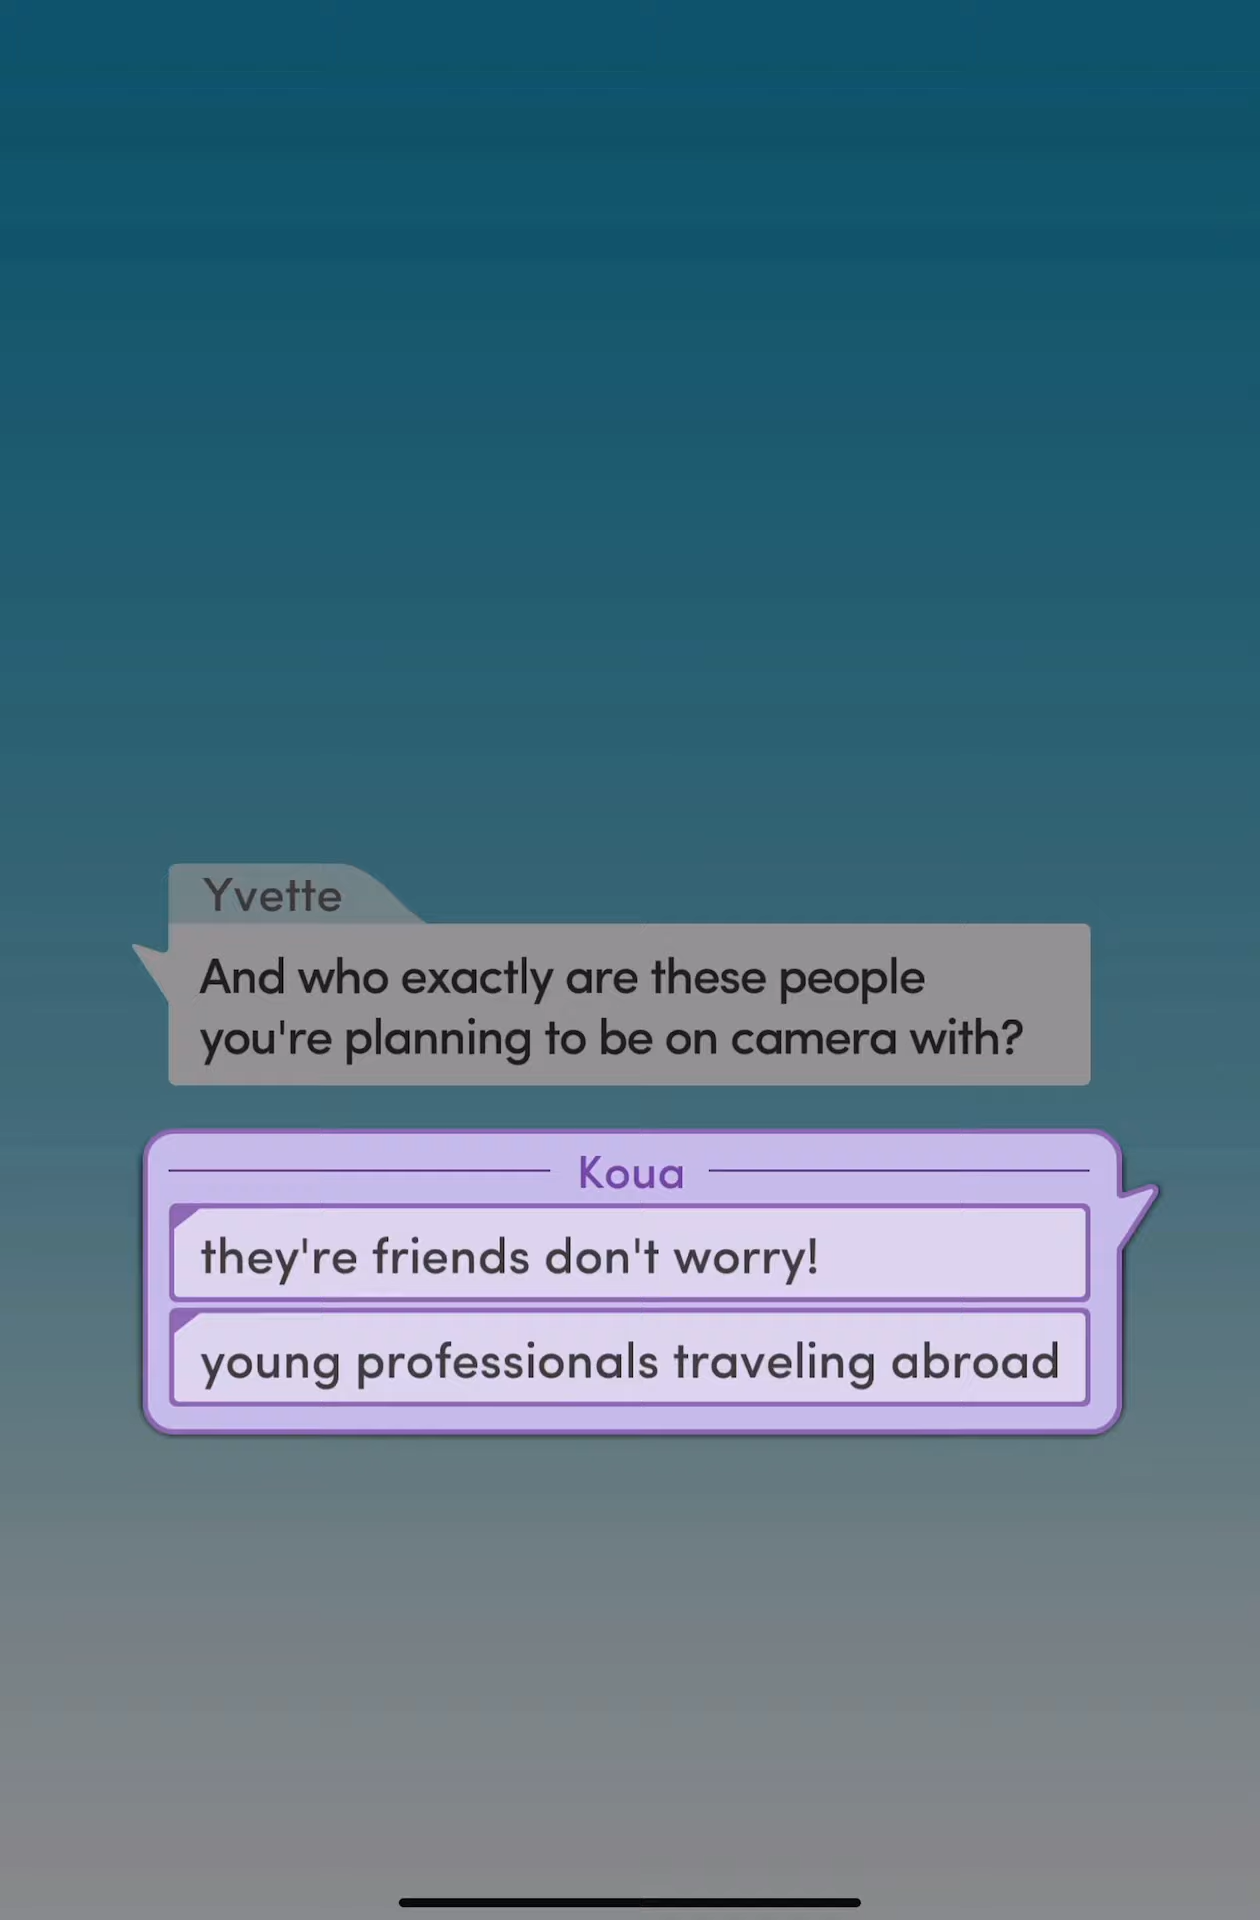 Yvette
And who exactly are these people
you're planning to be on camera with?
Koua
they're friends don't worry!
young professionals traveling abroad